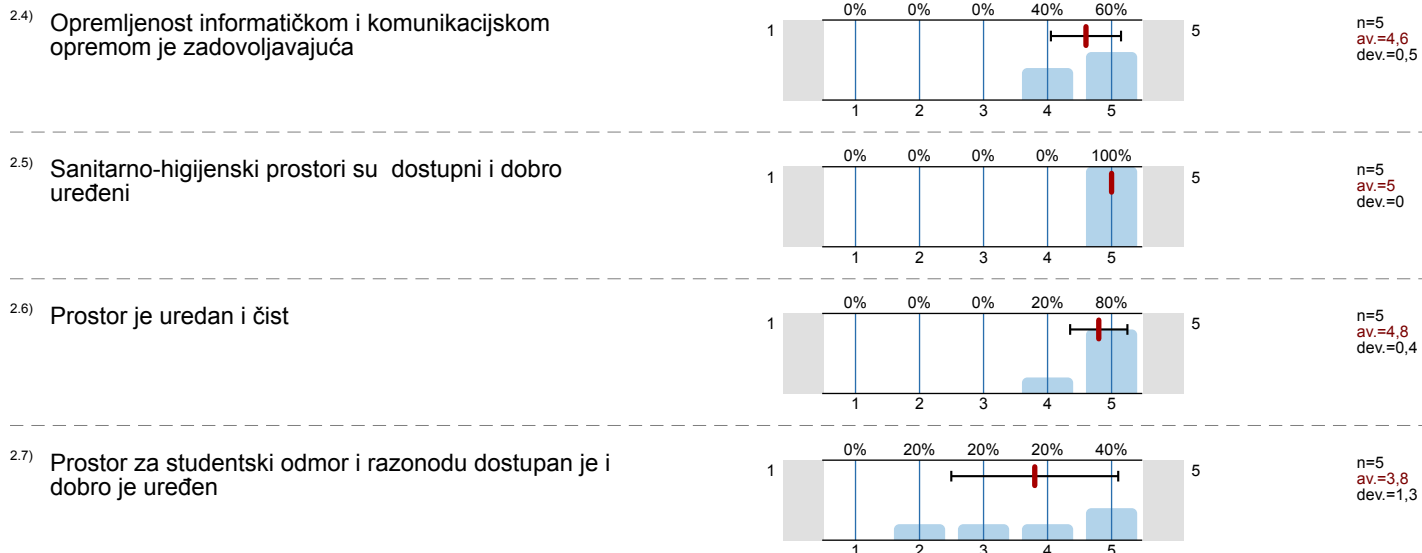 2.4) Opremljenost informatičkom i komunikacijskom
opremom je zadovoljavajuća
0% 0% 0% 40% 60%
1 5
1 2 3 4 5
n=5
av.=4,6
dev.=0,5
2.5) Sanitarno-higijenski prostori su dostupni i dobro
uređeni
0% 0% 0% 0% 100%
1 5
1 2 3 4 5
n=5
av.=5
dev.=0
2.6) Prostor je uredan i čist
0% 0% 0% 20% 80%
1 5
1 2 3 4 5
n=5
av.=4,8
dev.=0,4
2.7) Prostor za studentski odmor i razonodu dostupan je i
dobro je uređen
0% 20% 20% 20% 40%
1 5
1 2 3 4 5
n=5
av.=3,8
dev.=1,3